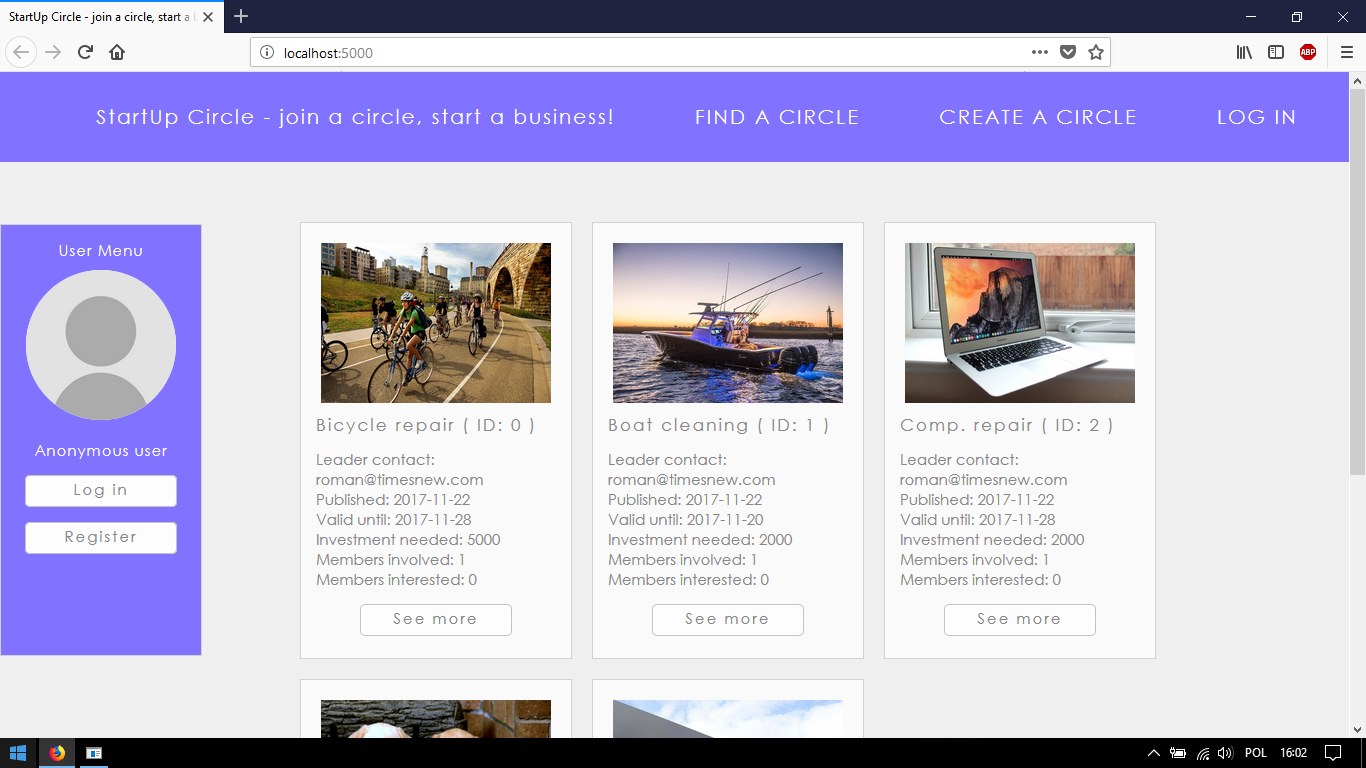 StartUp Circle - join a circle, start a b
localhost:5000
ABP
StartUp Circle - join a circle, start a business!
FIND A CIRCLE
CREATE A CIRCLE
LOG IN
User Menu
Anonymous user
Log in
Register
Bicycle repair ( ID: 0 )
Leader contact:
roman@timesnew.com
Published: 2017-11-22
Valid until: 2017-11-28
Investment needed: 5000
Members involved: 1
Members interested: 0
See more
Boat cleaning ( ID: 1 )
Leader contact:
roman@timesnew.com
Published: 2017-11-22
Valid until: 2017-11-20
Investment needed: 2000
Members involved: 1
Members interested: 0
See more
Comp. repair ( ID: 2 )
Leader contact:
roman@timesnew.com
Published: 2017-11-22
Valid until: 2017-11-28
Investment needed: 2000
Members involved: 1
Members interested: 0
See more
POL
16:02